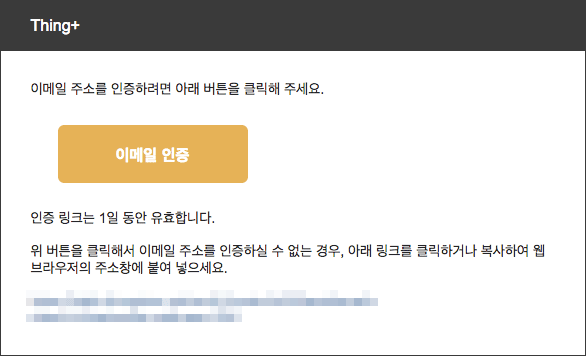 Thing+
이메일 주소를 인증하려면 아래 버튼을 클릭해 주세요.
이메일 인증
인증 링크는 1일 동안 유효합니다.
위 버튼을 클릭해서 이메일 주소를 인증하실 수 없는 경우, 아래 링크를 클릭하거나 복사하여 웹
브라우저의 주소창에 붙여 넣으세요.